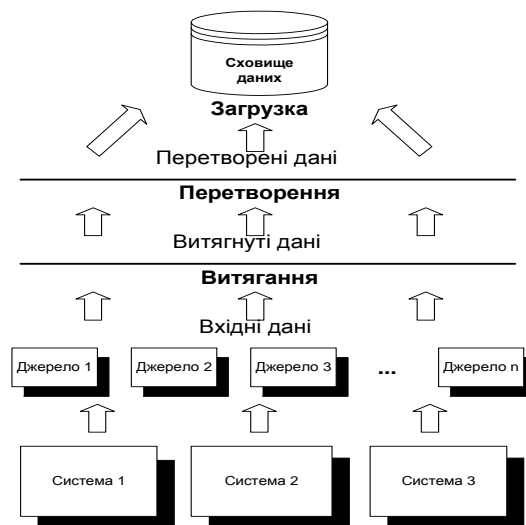 Сховище
даних
Загрузка
Перетворені дані
Перетворення
Витягнуті дані
Витягання
Вхідні дані
Джерело 1
Джерело 2
Джерело 3
...
Джерело n
Система 1
Система 2
Система 3